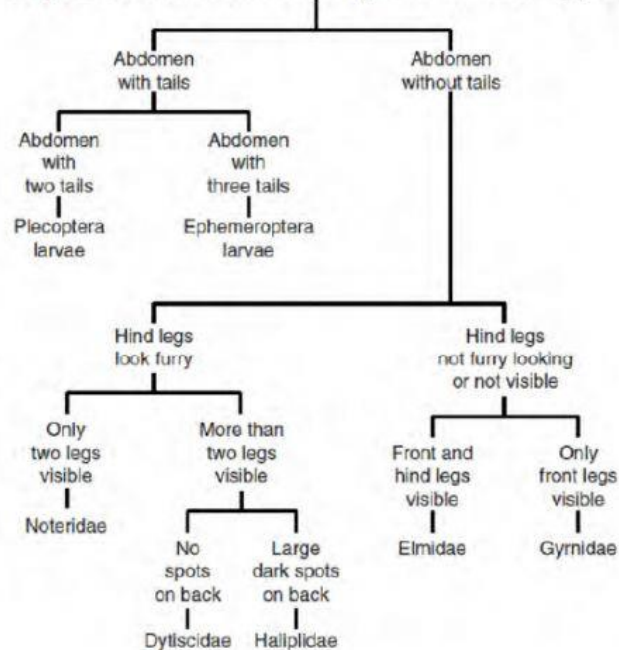 Abdomen
with tails
Abdomen
without tails
Abdomen
with
two tails
Abdomen
with
three tails
Plecoptera
larvae
Ephemeroptera
larvae
Hind legs
look furry
Hind legs
not furry looking
or not visible
Only
two legs
visible
More than
two legs
visible
Front and
hind legs
visible
Only
front legs
visible
Noteridae
Elmidae
Gyrnidae
No
spots
on back
Large
dark spots
on back
Dytiscidae
Haliplidae